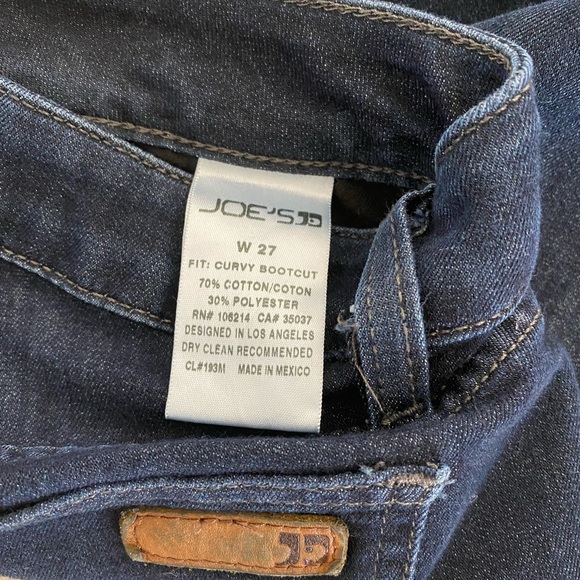 JOE'S
W 27
FIT: CURVY BOOTCUT
70% COTTON/COTON
30% POLYESTER
RN# 106214 CA# 35037
DESIGNED IN LOS ANGELES
DRY CLEAN RECOMMENDED
CL#193M MADE IN MEXICO